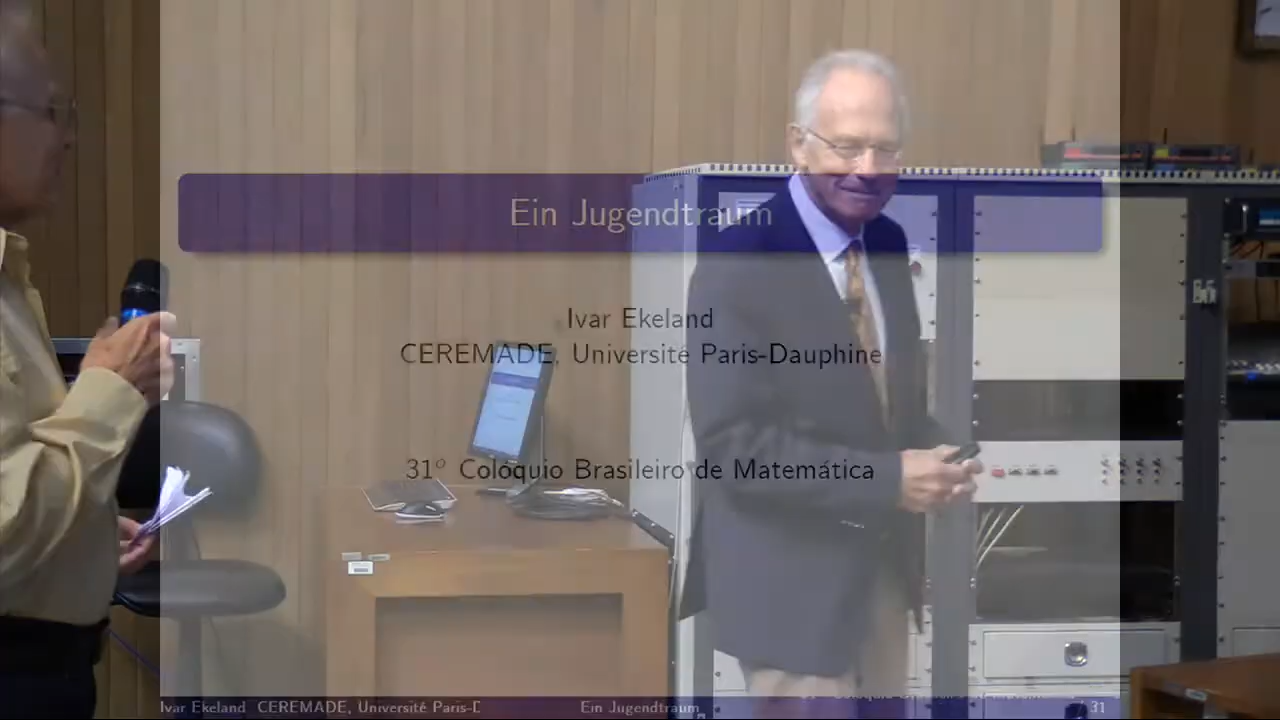 Ein Jugendtraum
Ivar Ekeland
CEREMADE, Université Paris-Dauphine
31º Colóquio Brasileiro de Matemática
Ivar Ekeland CEREMADE, Université Paris-D
Ein Jugendtraum
/ 31